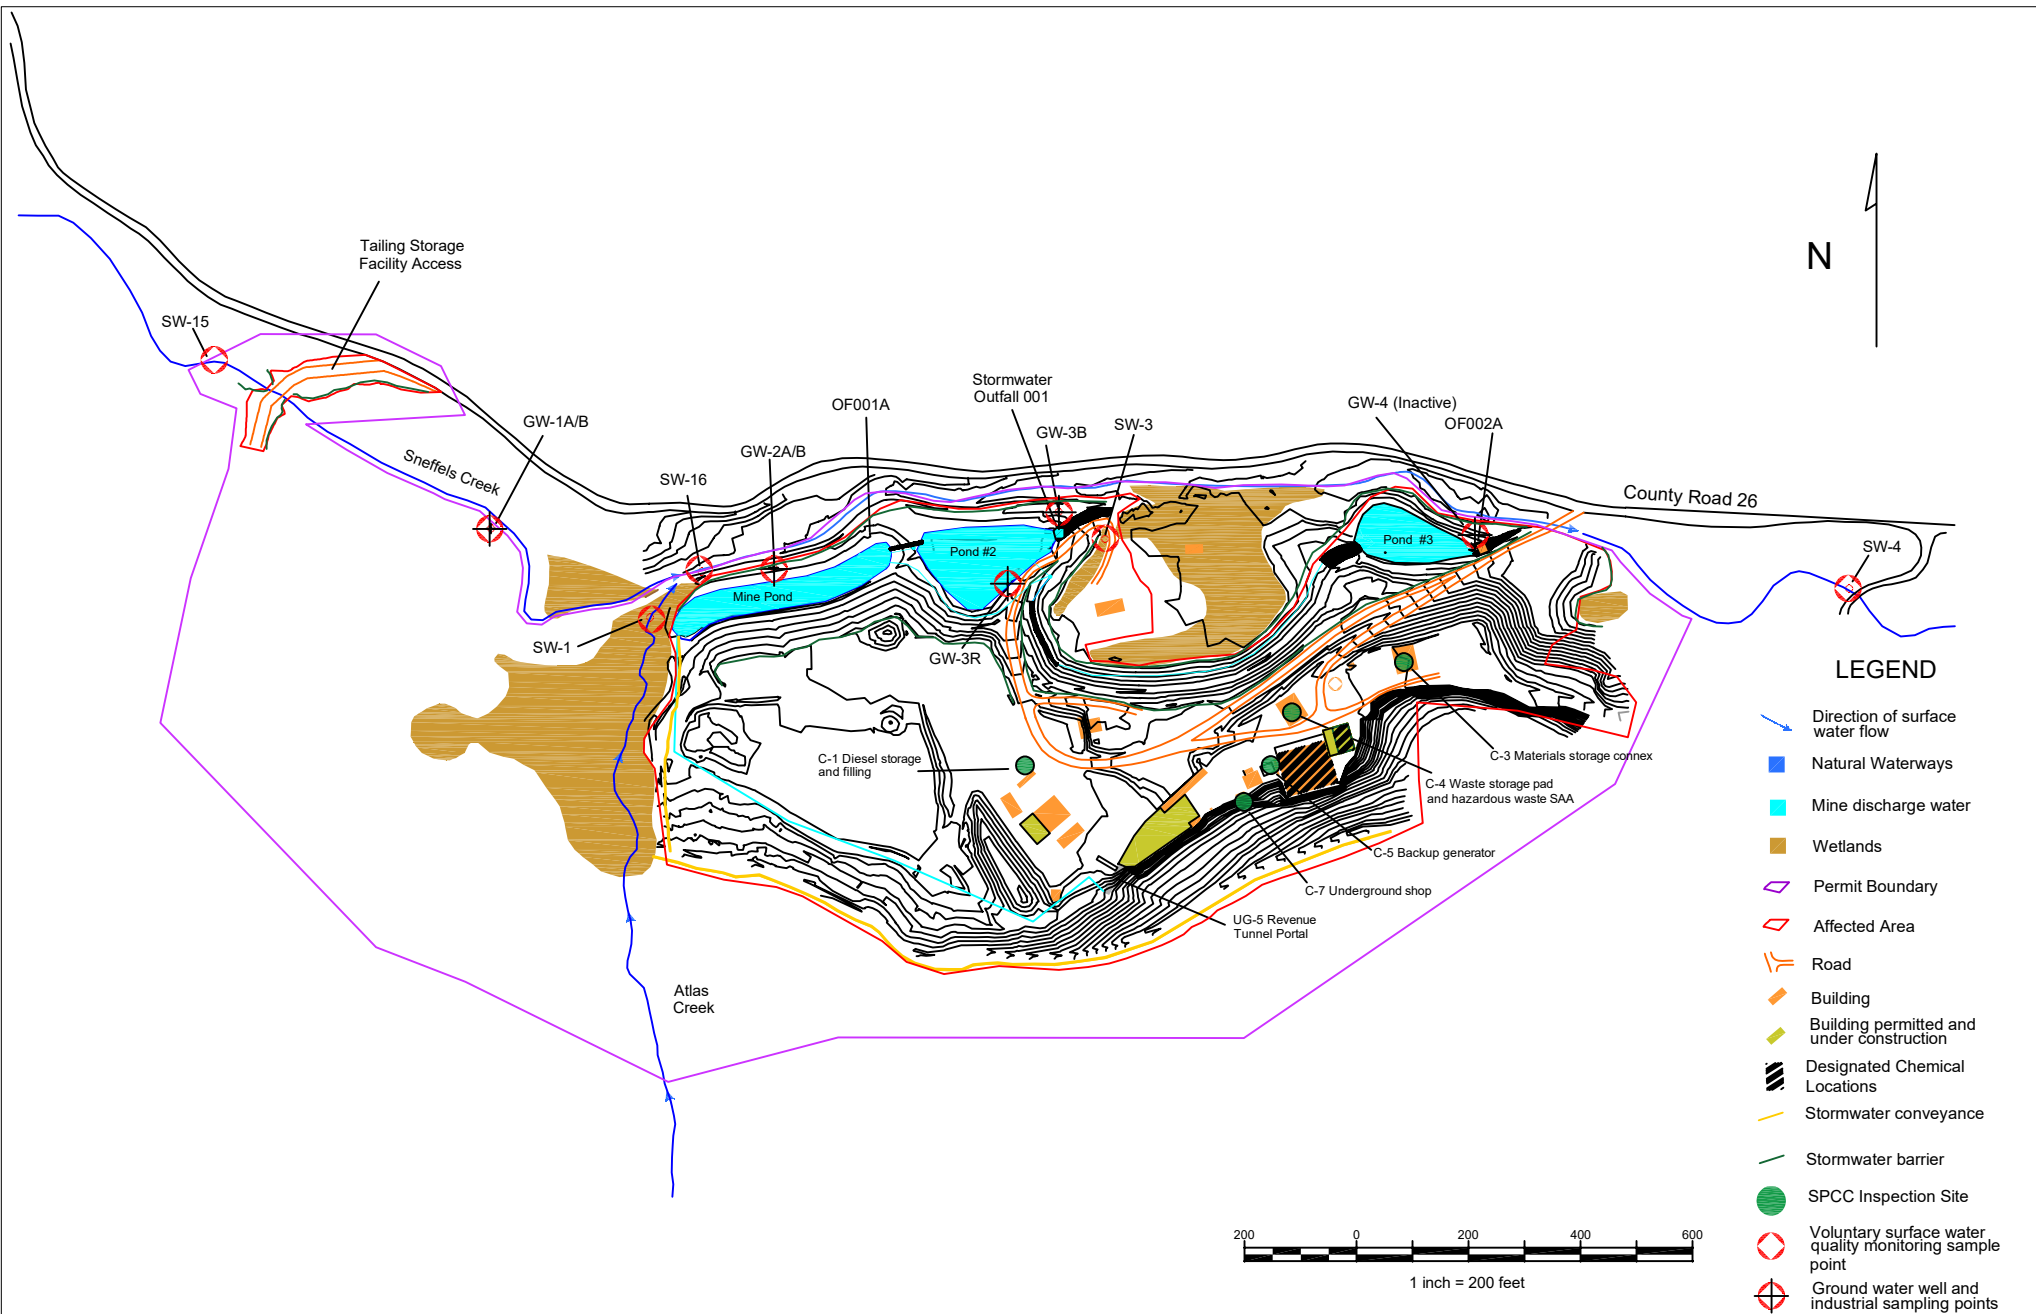 Tailing Storage
Facility Access
SW-15
GW-1A/B
Sneffels Creek
SW-16
GW-2A/B
OF001A
Stormwater
Outfall 001
GW-3B
SW-3
GW-4 (Inactive)
OF002A
County Road 26
SW-4
N
Mine Pond
Pond #2
Pond #3
SW-1
GW-3R
C-1 Diesel storage
and filling
C-3 Materials storage connex
C-4 Waste storage pad
and hazardous waste SAA
C-5 Backup generator
C-7 Underground shop
UG-5 Revenue
Tunnel Portal
Atlas
Creek
LEGEND
Direction of surface
water flow
Natural Waterways
Mine discharge water
Wetlands
Permit Boundary
Affected Area
Road
Building
Building permitted and
under construction
Designated Chemical
Locations
Stormwater conveyance
Stormwater barrier
SPCC Inspection Site
Voluntary surface water
quality monitoring sample
point
Ground water well and
industrial sampling points
200 0 200 400 600
1 inch = 200 feet